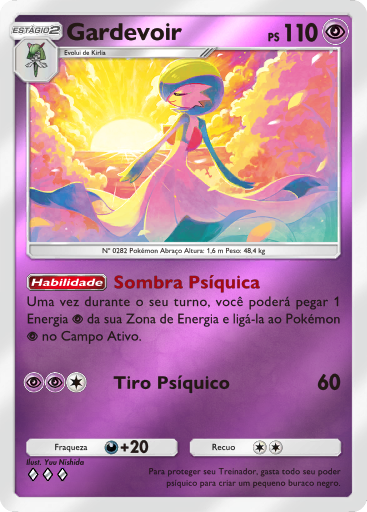 ESTÁGIO2
Gardevoir
PS 110
Evolui de Kirlia
N° 0282 Pokémon Abraço Altura: 1,6 m Peso: 48,4 kg
Habilidade Sombra Psíquica
Uma vez durante o seu turno, você poderá pegar 1
Energia da sua Zona de Energia e ligá-la ao Pokémon
no Campo Ativo.
Tiro Psíquico 60
Fraqueza +20 Recuo
Ilust. Yuu Nishida
Para proteger seu Treinador, gasta todo seu poder
psíquico para criar um pequeno buraco negro.